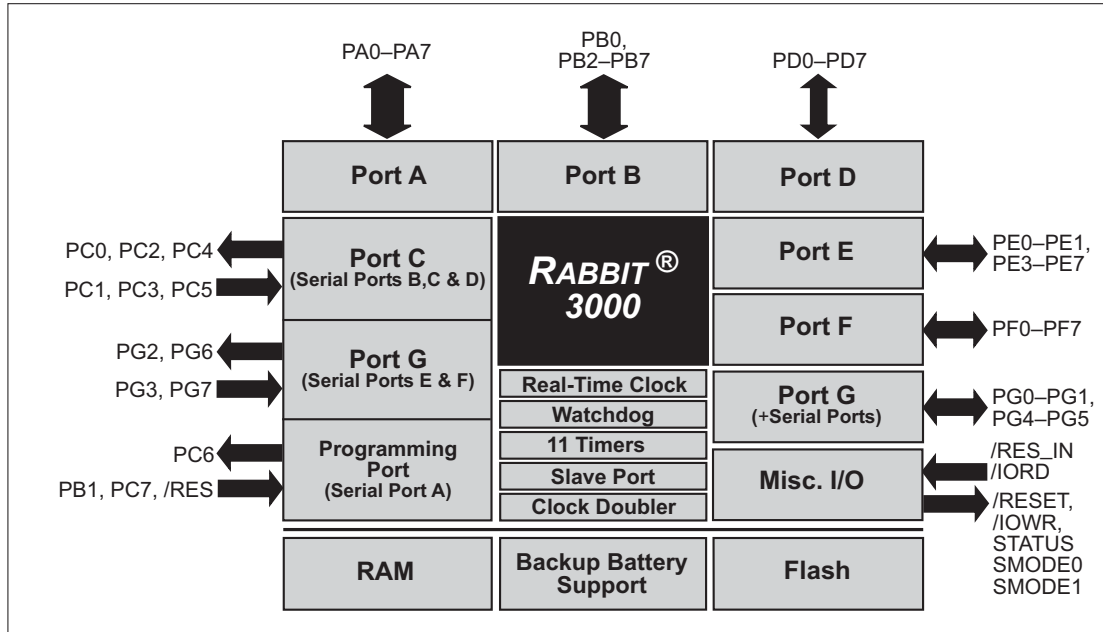 PA0–PA7
PB0,
PB2–PB7
PD0–PD7
Port A
Port B
Port D
PC0, PC2, PC4
PC1, PC3, PC5
Port C
(Serial Ports B,C & D)
RABBIT ®
3000
Port E
PE0–PE1,
PE3–PE7
Port F
PF0–PF7
PG2, PG6
PG3, PG7
Port G
(Serial Ports E & F)
Real-Time Clock
Watchdog
11 Timers
Slave Port
Clock Doubler
Port G
(+Serial Ports)
PG0–PG1,
PG4–PG5
PC6
PB1, PC7, /RES
Programming
Port
(Serial Port A)
Misc. I/O
/RES_IN
/IORD
/RESET,
/IOWR,
STATUS
SMODE0
SMODE1
RAM
Backup Battery
Support
Flash